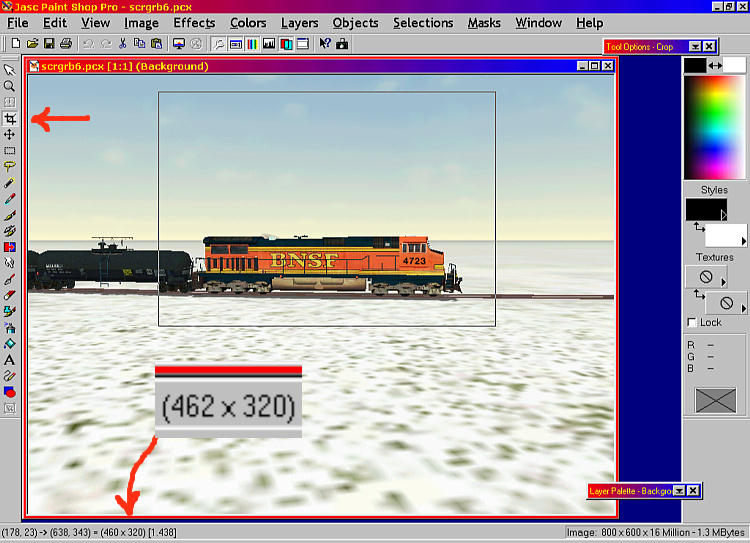 Jasc Paint Shop Pro - scrgrb6.pcx
File Edit View Image Effects Colors Layers Objects Selections Masks Window Help
Tool Options - Crop
scrgrb6.pcx [1:1] (Background)
Styles
BNSF
4723
Textures
Lock
R –
G –
B –
(462 x 320)
Layer Palette - Backgro
(178, 23) -> (638, 343) = (460 x 320) [1.438]
Image: 800 x 600 x 16 Million - 1.3 MBytes